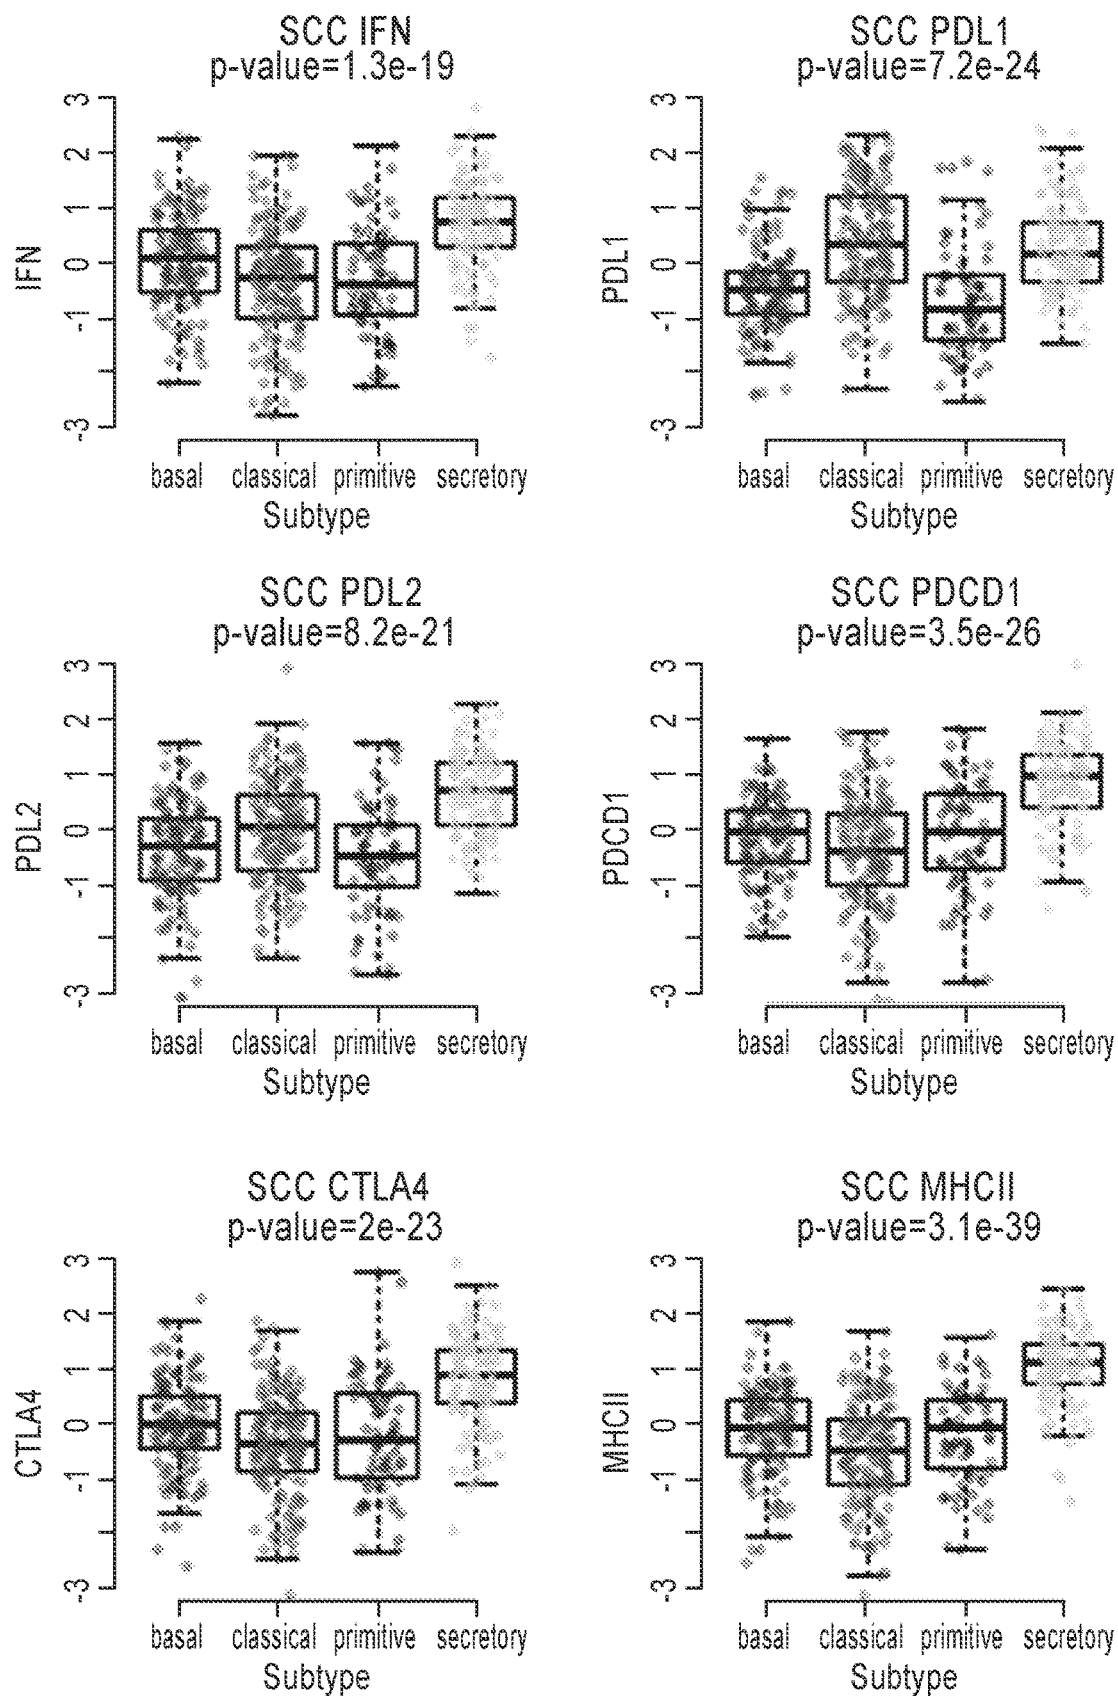 SCC IFN
p-value=1.3e-19
IFN
3
2
1
0
-1
-3
basal classical primitive secretory
Subtype
SCC PDL1
p-value=7.2e-24
PDL1
3
2
1
0
-1
-3
basal classical primitive secretory
Subtype
SCC PDL2
p-value=8.2e-21
PDL2
3
2
1
0
-1
-3
basal classical primitive secretory
Subtype
SCC PDCD1
p-value=3.5e-26
PDCD1
3
2
1
0
-1
-3
basal classical primitive secretory
Subtype
SCC CTLA4
p-value=2e-23
CTLA4
3
2
1
0
-1
-3
basal classical primitive secretory
Subtype
SCC MHCII
p-value=3.1e-39
MHCII
3
2
1
0
-1
-3
basal classical primitive secretory
Subtype